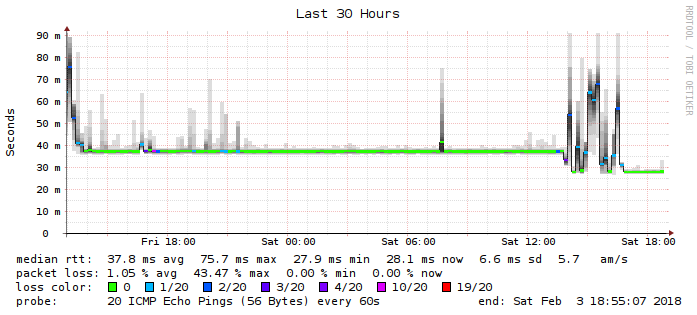 Last 30 Hours
RRDTOOL / TOBI OETIKER
Seconds
90 m
80 m
70 m
60 m
50 m
40 m
30 m
20 m
10 m
0
Fri 18:00 Sat 00:00 Sat 06:00 Sat 12:00 Sat 18:00
median rtt: 37.8 ms avg 75.7 ms max 27.9 ms min 28.1 ms now 6.6 ms sd 5.7 am/s
packet loss: 1.05 % avg 43.47 % max 0.00 % min 0.00 % now
loss color: 0 1/20 2/20 3/20 4/20 10/20 19/20
probe: 20 ICMP Echo Pings (56 Bytes) every 60s end: Sat Feb 3 18:55:07 2018